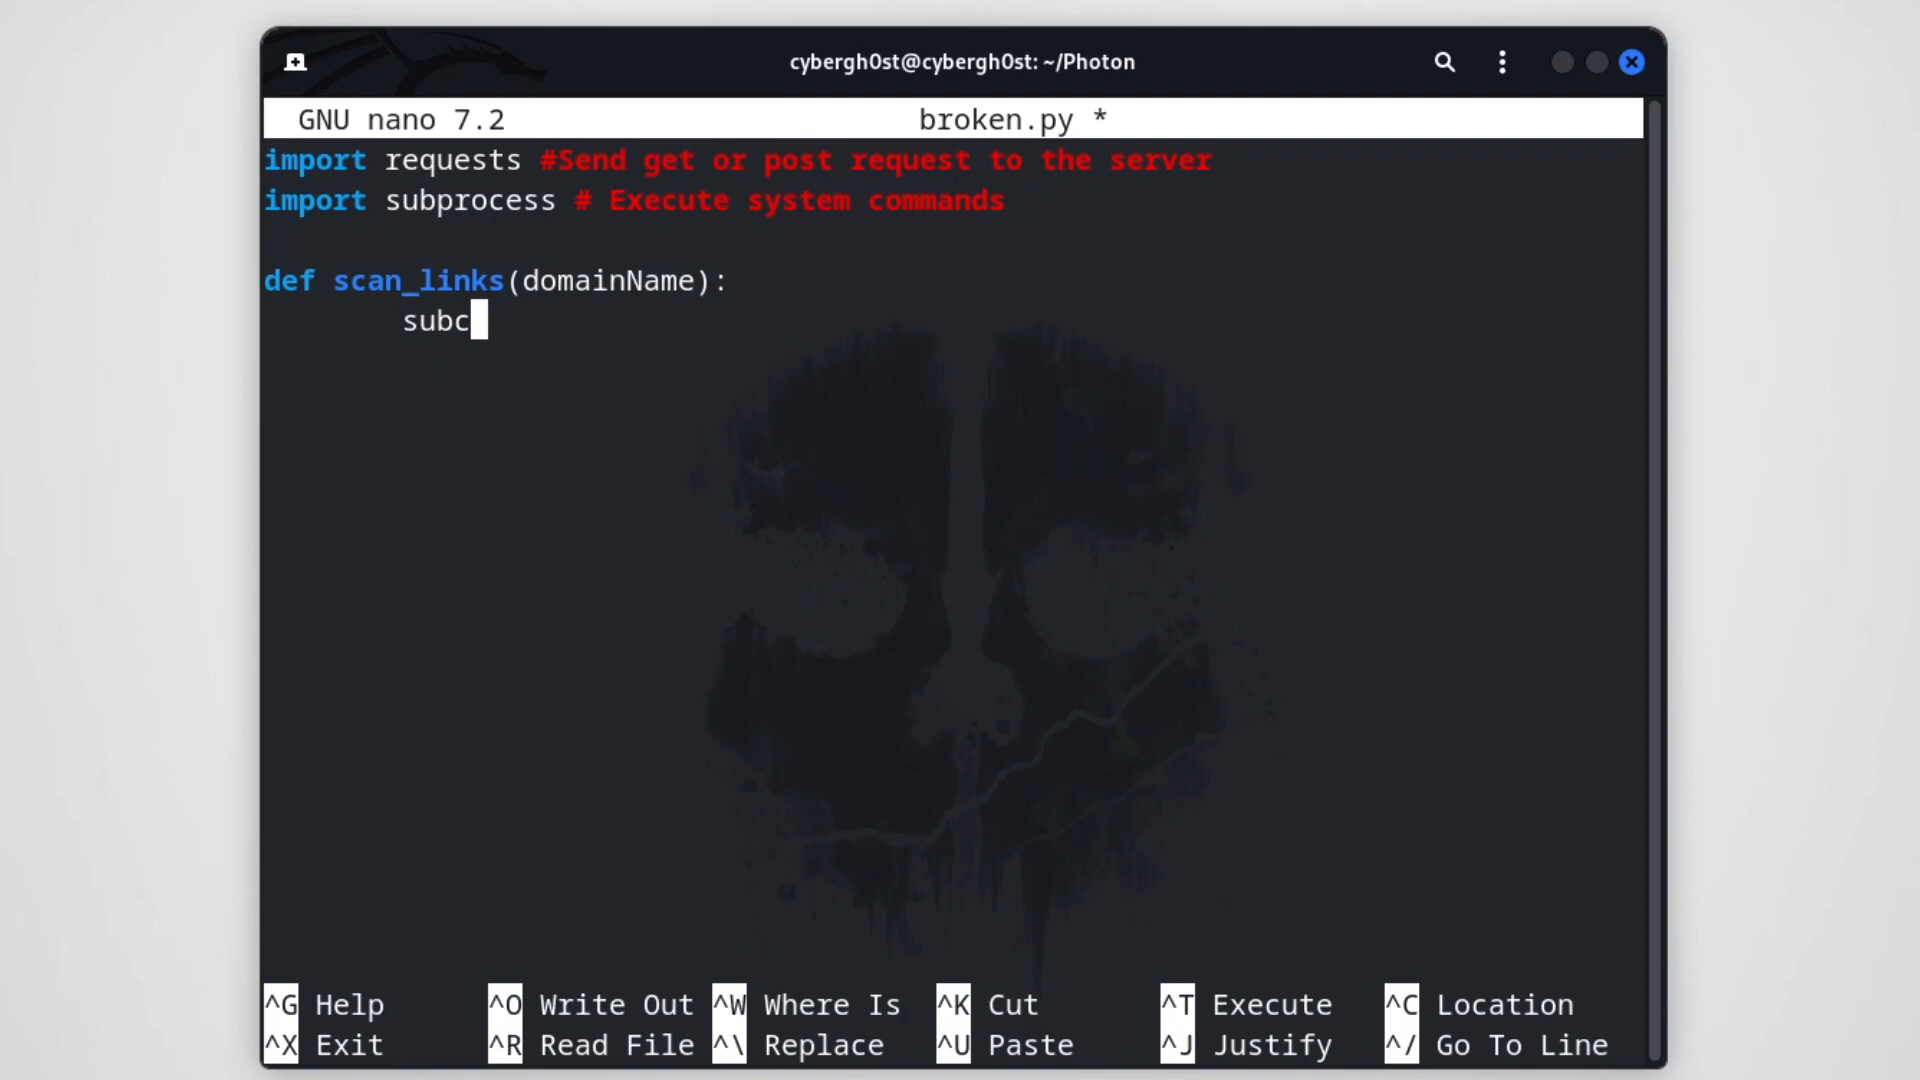 cybergh0st@cybergh0st: ~/Photon
GNU nano 7.2 broken.py *
import requests #Send get or post request to the server
import subprocess # Execute system commands
def scan_links(domainName):
subc
^G Help ^O Write Out ^W Where Is ^K Cut ^T Execute ^C Location
^X Exit ^R Read File ^\ Replace ^U Paste ^J Justify ^/ Go To Line